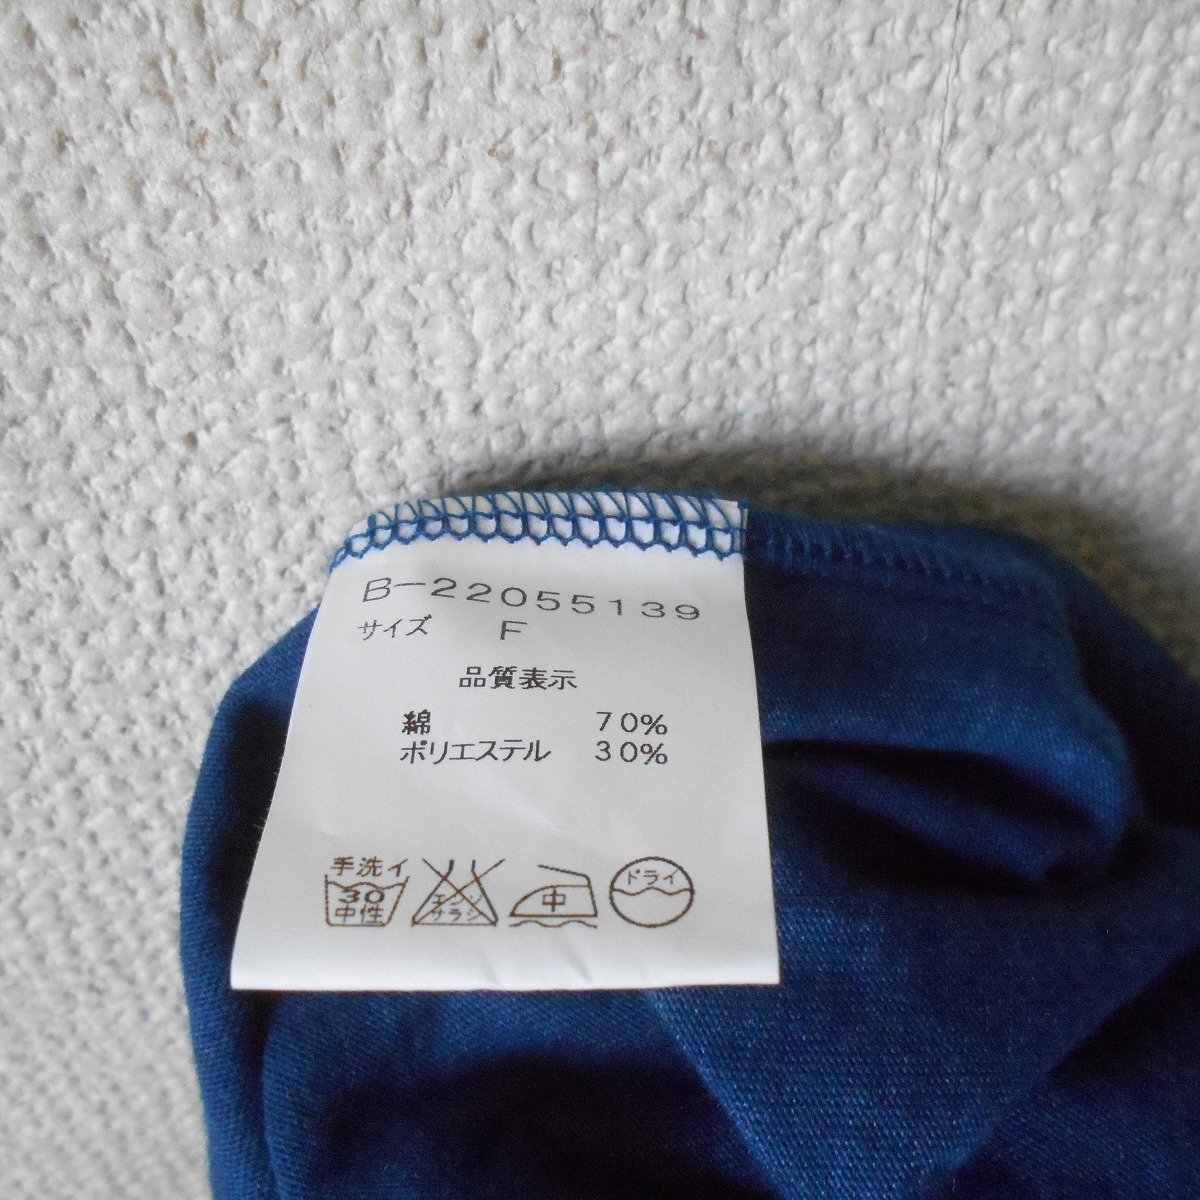 B-22055139
サイズ F
品質表示
綿 70%
ポリエステル 30%
手洗イ
30
中性
エンソ
サラシ
中
ドライ